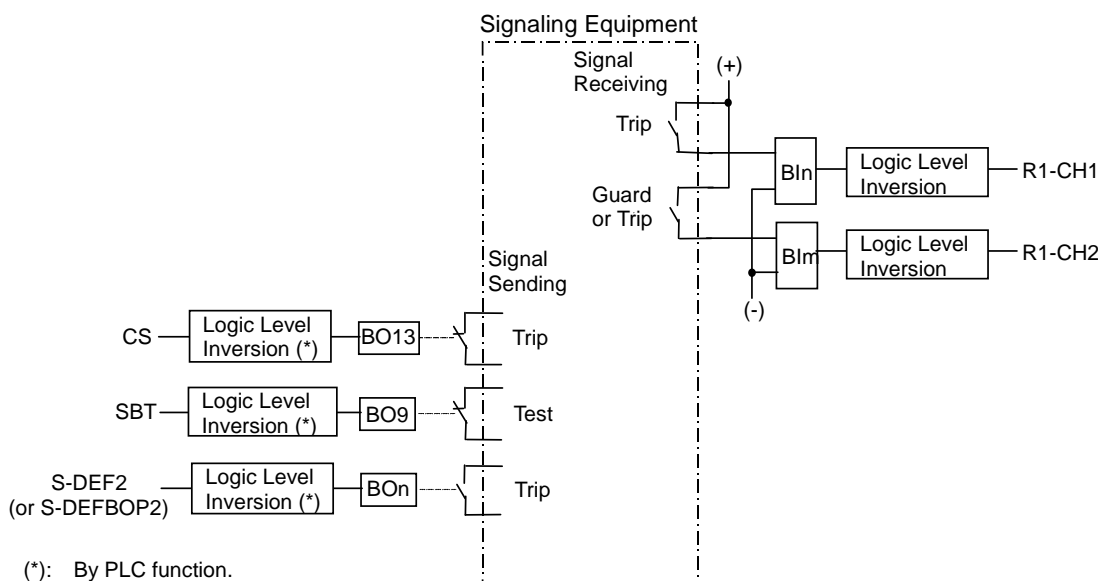 Signaling Equipment
Signal
Receiving
(+)
Trip
BIn
Logic Level
Inversion
R1-CH1
Guard
or Trip
BIm
Logic Level
Inversion
R1-CH2
(-)
Signal
Sending
CS
Logic Level
Inversion (*)
BO13
Trip
SBT
Logic Level
Inversion (*)
BO9
Test
S-DEF2
(or S-DEFBOP2)
Logic Level
Inversion (*)
BOn
Trip
(*): By PLC function.